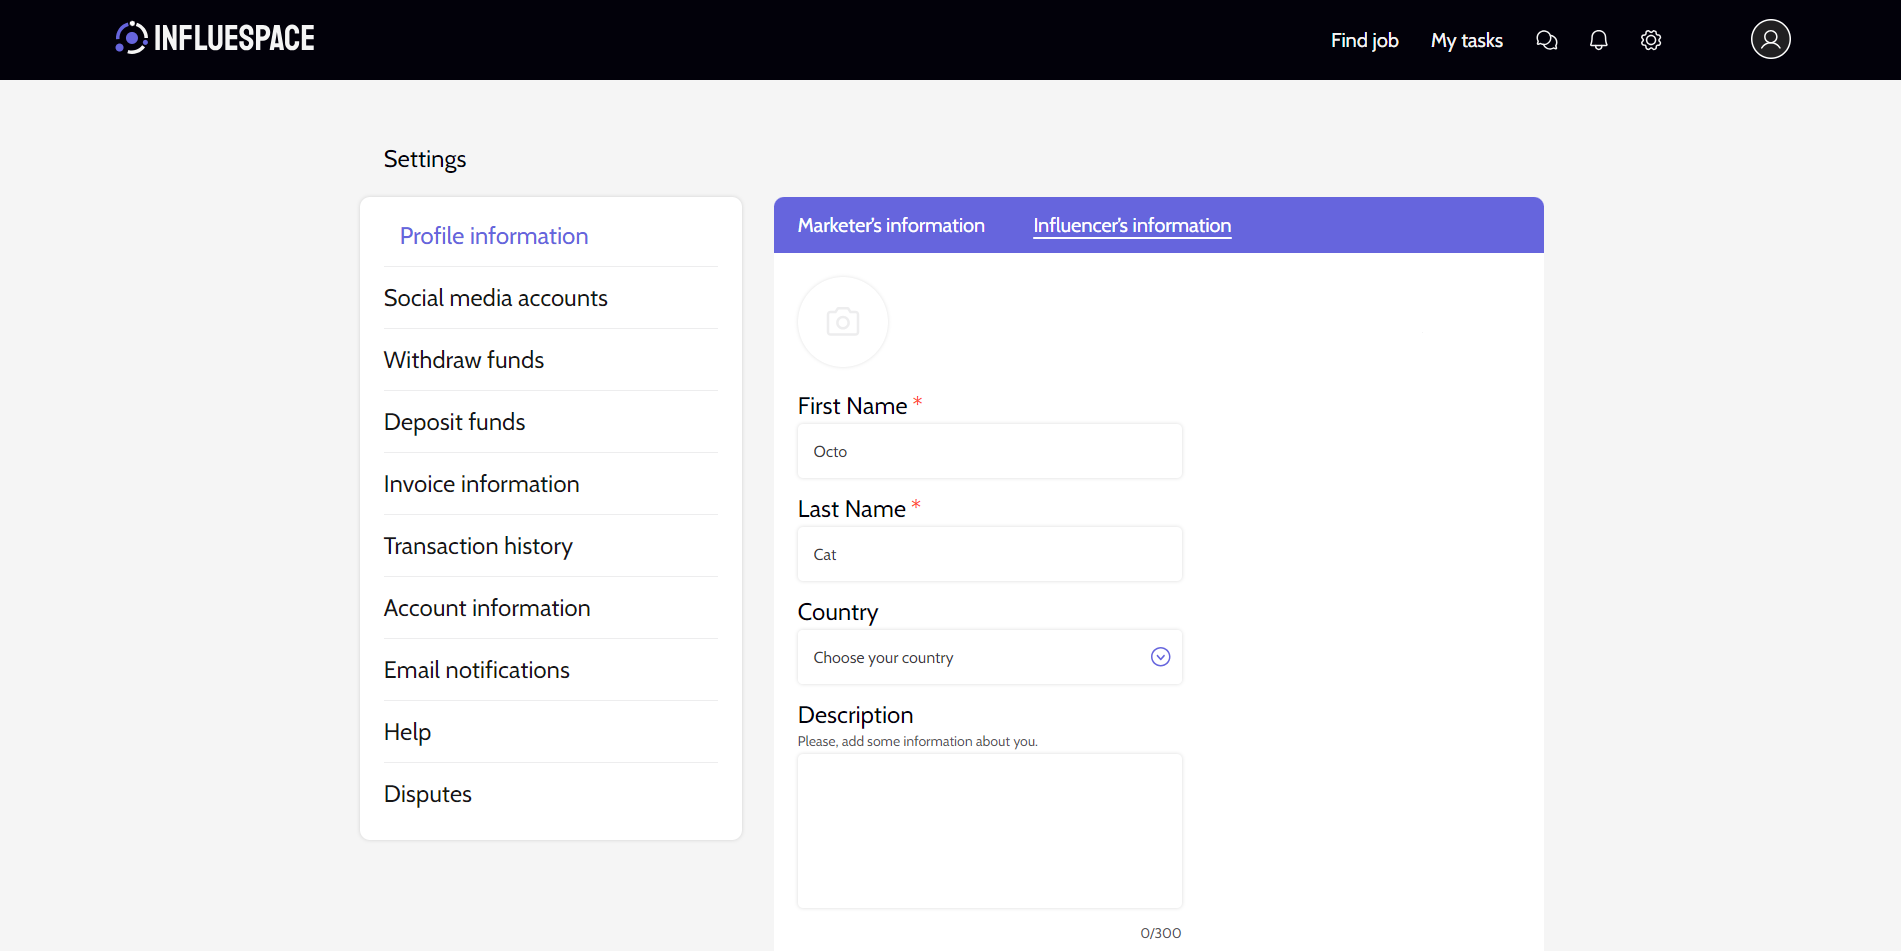 INFLUESPACE
Find job
My tasks
Settings
Profile information
Social media accounts
Withdraw funds
Deposit funds
Invoice information
Transaction history
Account information
Email notifications
Help
Disputes
Marketer's information
Influencer's information
First Name *
Octo
Last Name *
Cat
Country
Choose your country
Description
Please, add some information about you.
0/300